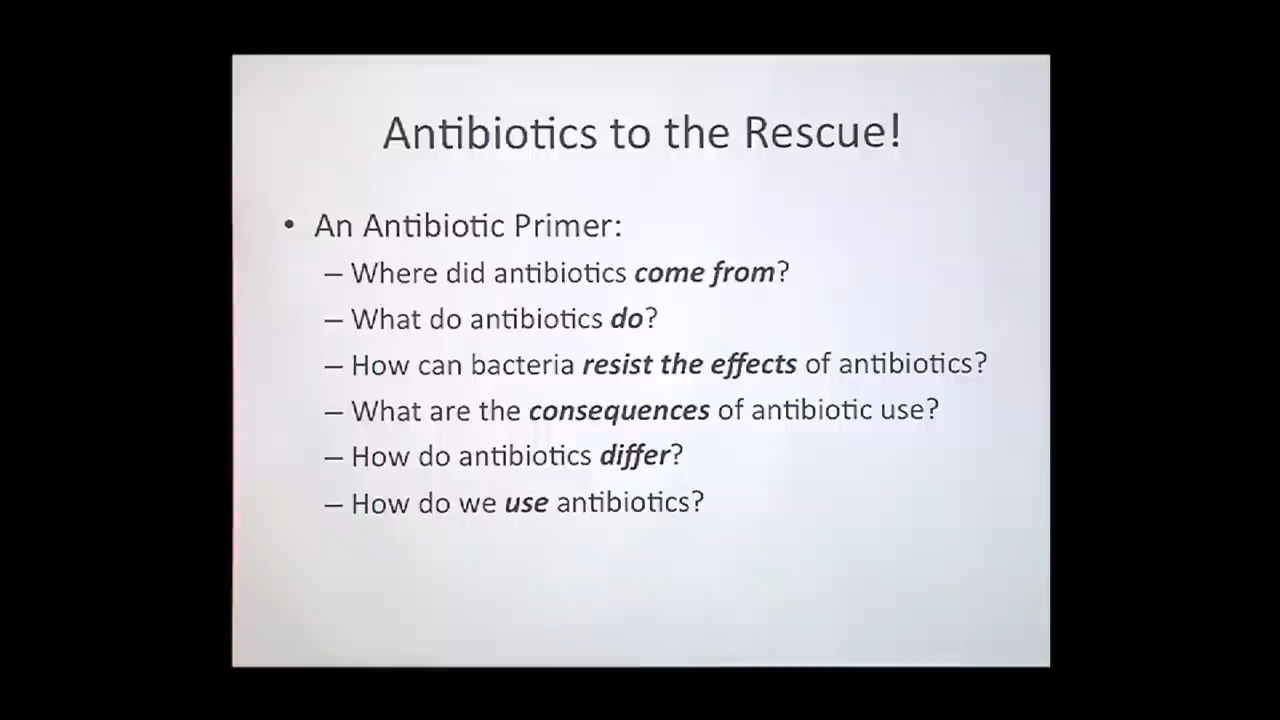 Antibiotics to the Rescue!
• An Antibiotic Primer:
– Where did antibiotics come from?
– What do antibiotics do?
– How can bacteria resist the effects of antibiotics?
– What are the consequences of antibiotic use?
– How do antibiotics differ?
– How do we use antibiotics?